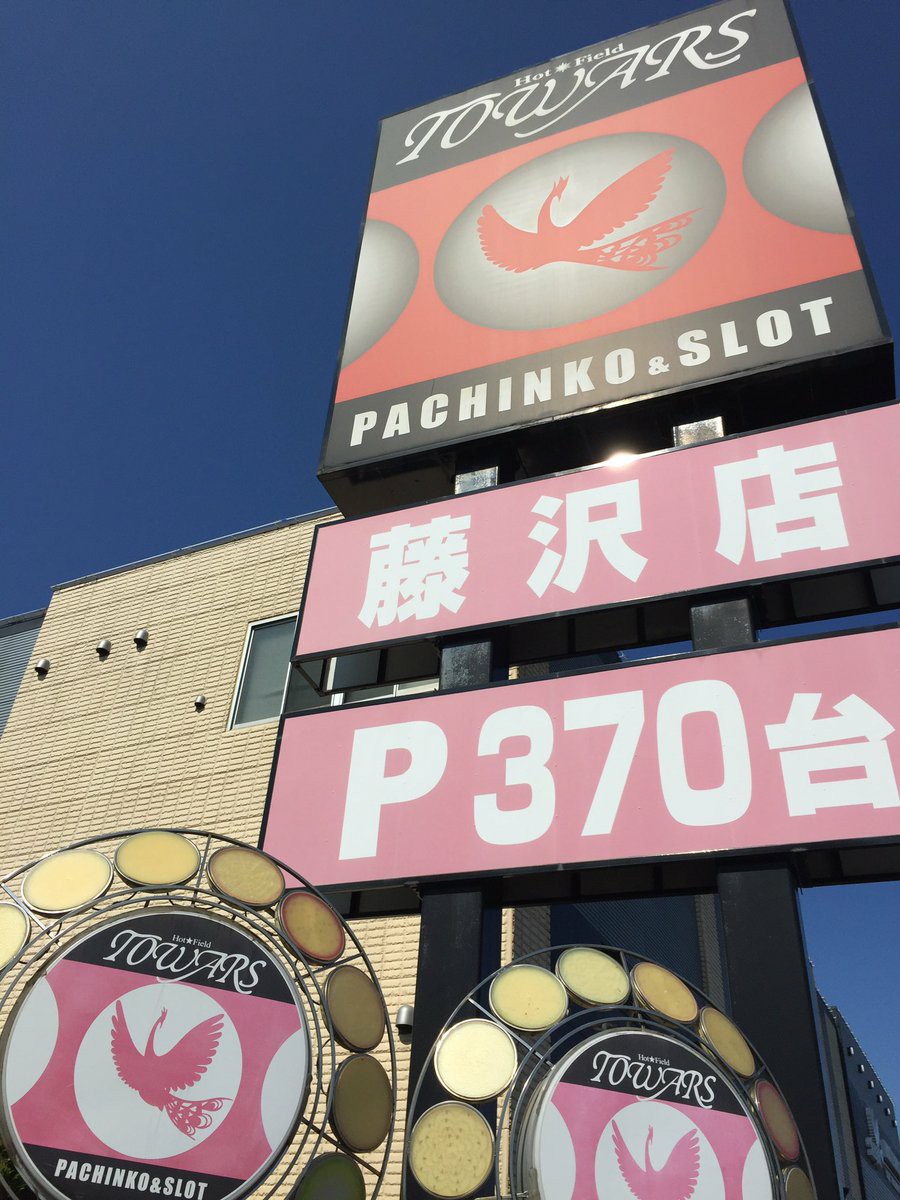 Hot★Field
TOWARS
PACHINKO&SLOT
藤沢店
P370台
Hot★Field
TOWARS
PACHINKO&SLOT
Hot★Field
TOWARS